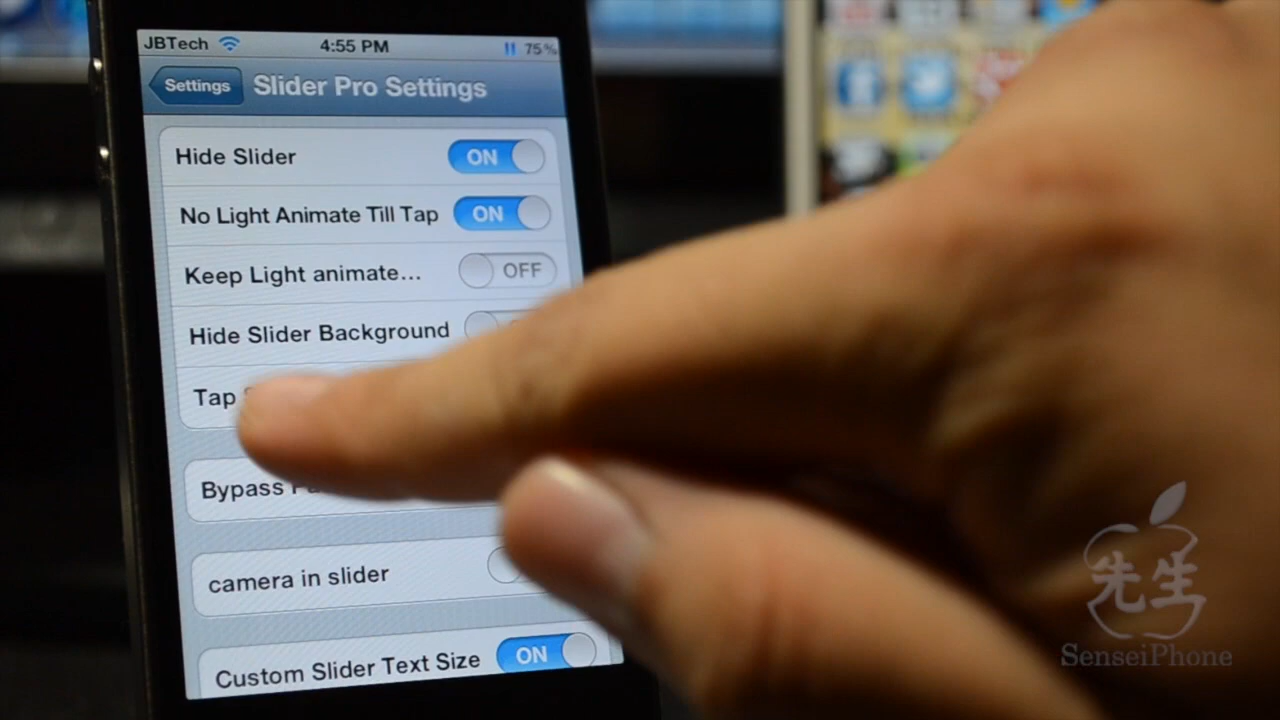 JBTech 4:55 PM 75%
Settings Slider Pro Settings
Hide Slider ON
No Light Animate Till Tap ON
Keep Light animate... OFF
Hide Slider Background
Tap
Bypass
camera in slider
Custom Slider Text Size ON
先生
SenseiPhone